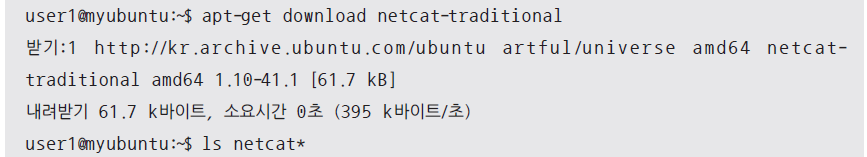 user1@myubuntu:~$ apt-get download netcat-traditional
받기:1 http://kr.archive.ubuntu.com/ubuntu artful/universe amd64 netcat-
traditional amd64 1.10-41.1 [61.7 kB]
내려받기 61.7 k바이트, 소요시간 0초 (395 k바이트/초)
user1@myubuntu:~$ ls netcat*